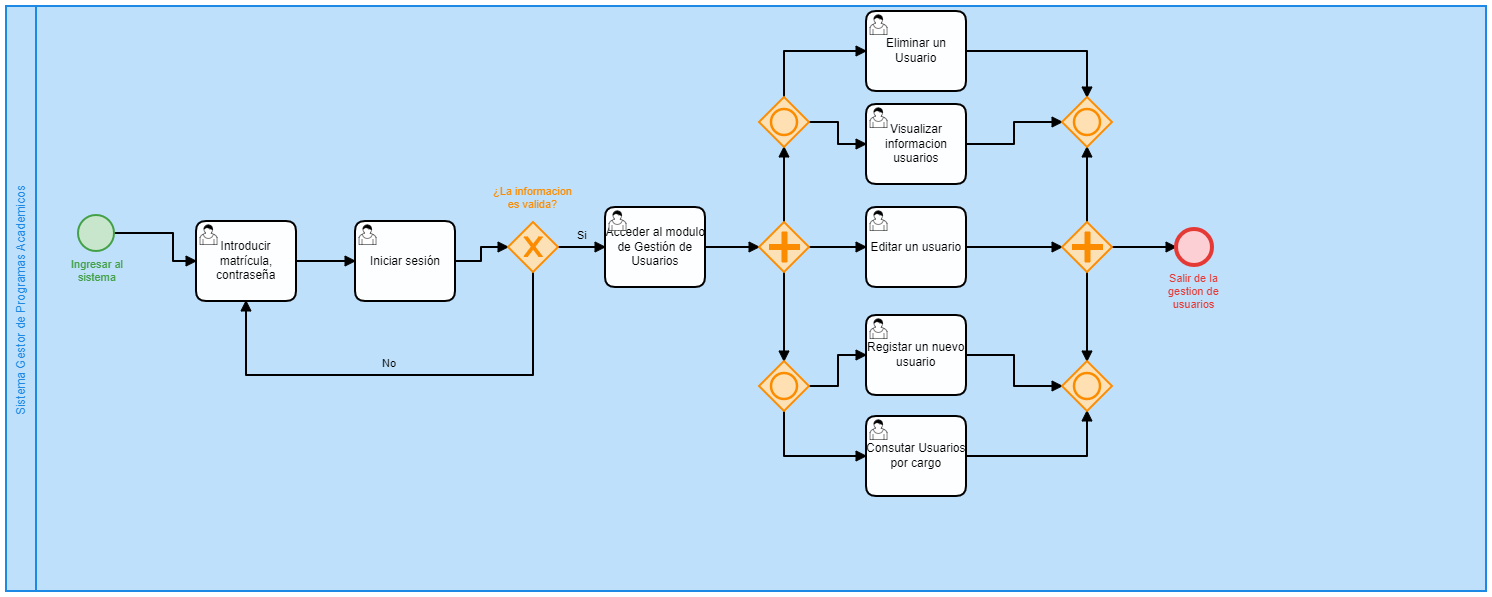 Sistema Gestor de Programas Academicos
Ingresar al
sistema
Introducir
matrícula,
contraseña
Iniciar sesión
¿La informacion
es valida?
Si
No
Acceder al modulo
de Gestión de
Usuarios
Eliminar un
Usuario
Visualizar
informacion
usuarios
Editar un usuario
Registar un nuevo
usuario
Consutar Usuarios
por cargo
Salir de la
gestion de
usuarios